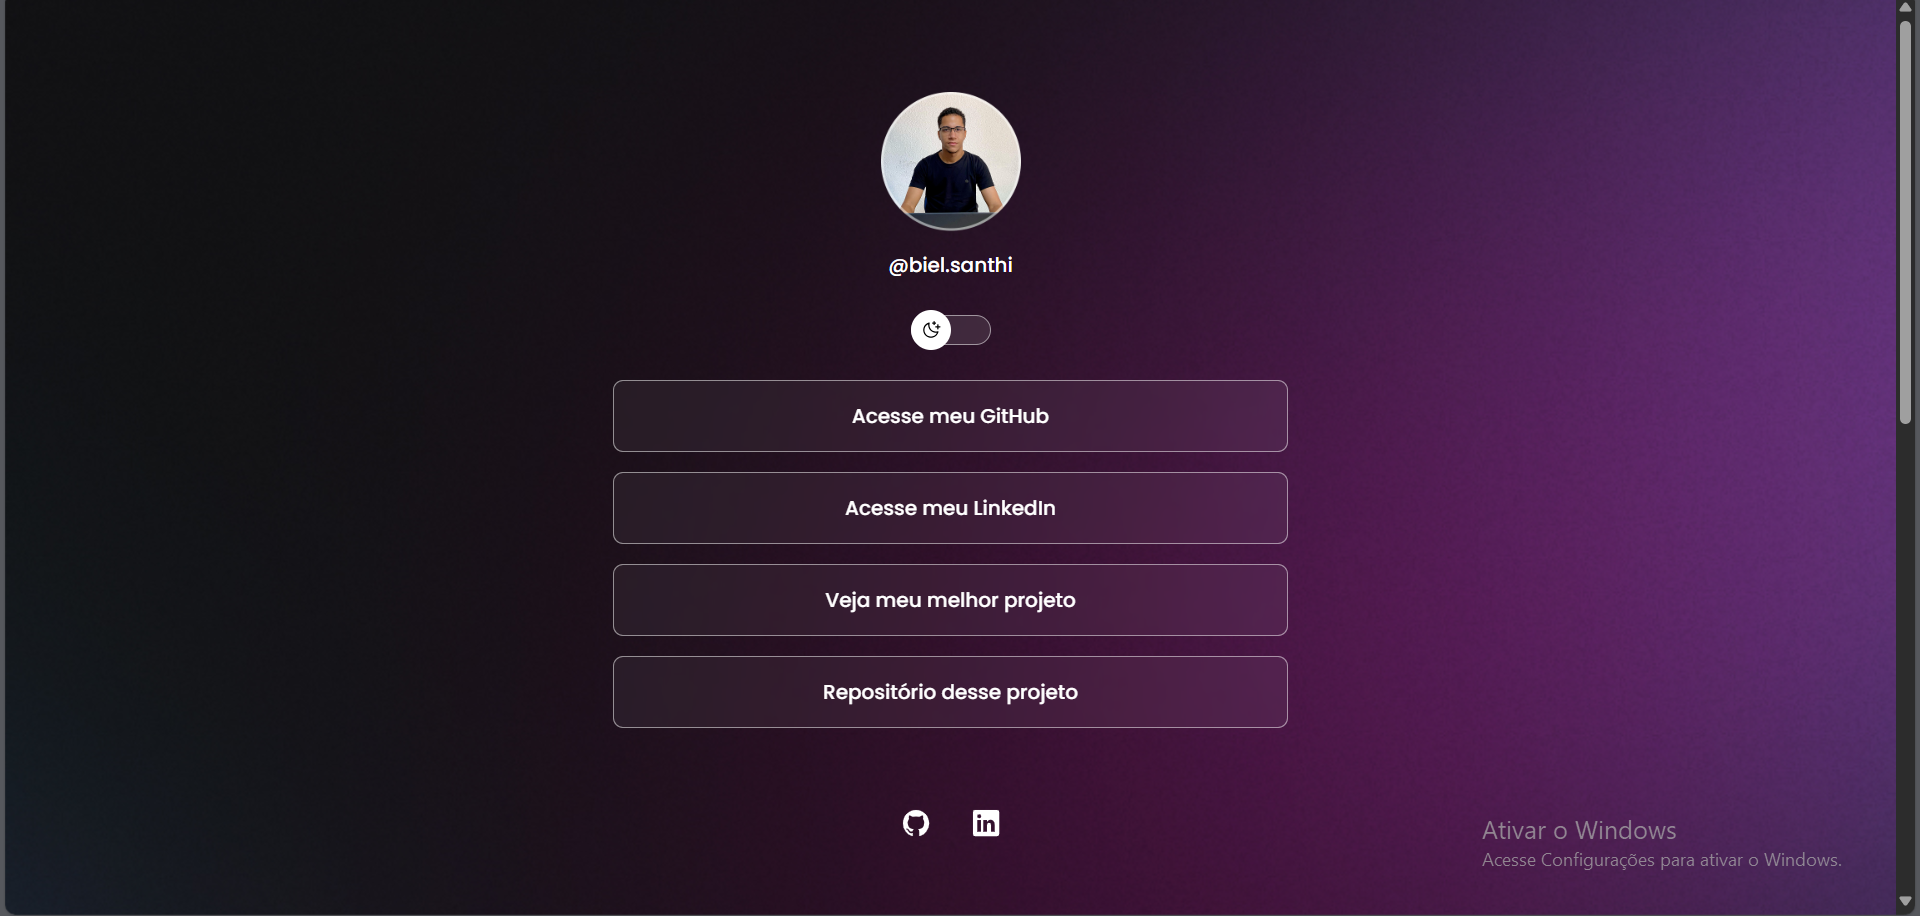 @biel.santhi
Acesse meu GitHub
Acesse meu LinkedIn
Veja meu melhor projeto
Repositório desse projeto
in
Ativar o Windows
Acesse Configurações para ativar o Windows.